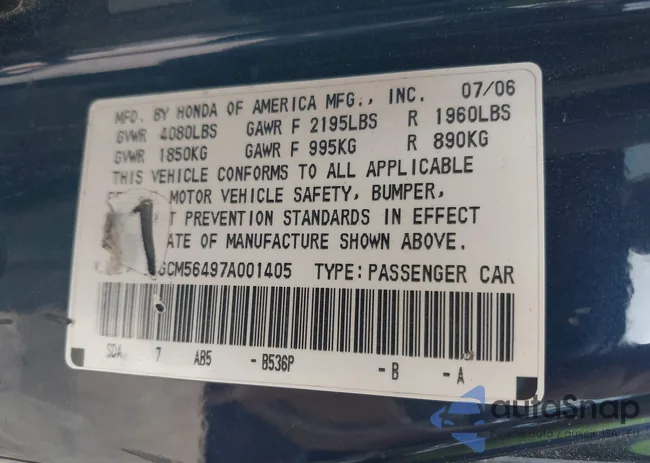 MFD. BY HONDA OF AMERICA MFG., INC. 07/06
GVWR 4080LBS GAWR F 2195LBS R 1960LBS
GVWR 1850KG GAWR F 995KG R 890KG
THIS VEHICLE CONFORMS TO ALL APPLICABLE
MOTOR VEHICLE SAFETY, BUMPER,
T PREVENTION STANDARDS IN EFFECT
ATE OF MANUFACTURE SHOWN ABOVE.
GCM56497A001405 TYPE: PASSENGER CAR
SDA 7 AB5 - B536P - B - A
autoSnap